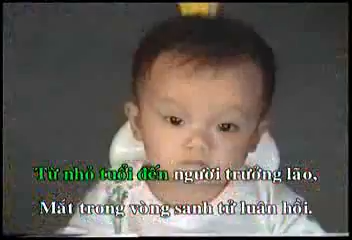 Từ nhỏ tuổi đến người trưởng lão,
Mắt trong vòng sanh tử luân hồi.